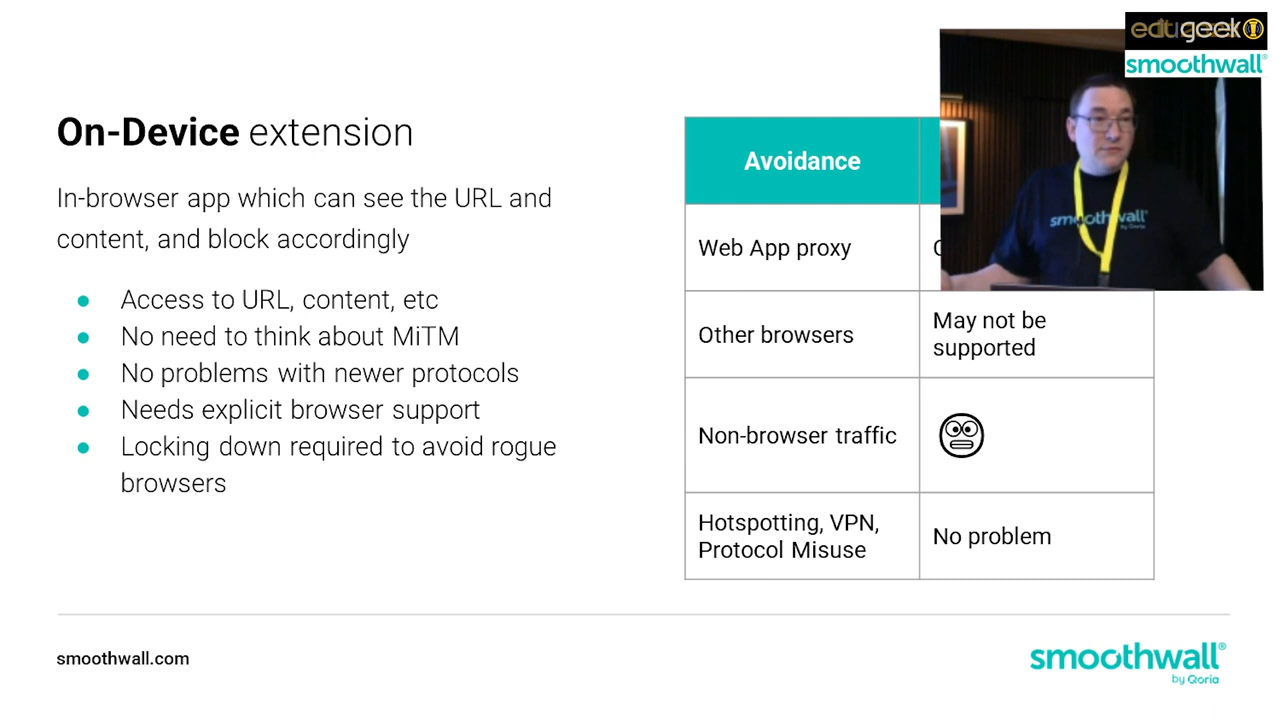 edugeek
smoothwall®
On-Device extension
In-browser app which can see the URL and
content, and block accordingly
● Access to URL, content, etc
● No need to think about MiTM
● No problems with newer protocols
● Needs explicit browser support
● Locking down required to avoid rogue
browsers
Avoidance
Web App proxy
Other browsers
May not be
supported
Non-browser traffic
Hotspotting, VPN,
Protocol Misuse
No problem
smoothwall®
by Qoria
smoothwall.com
smoothwall®
by Qoria